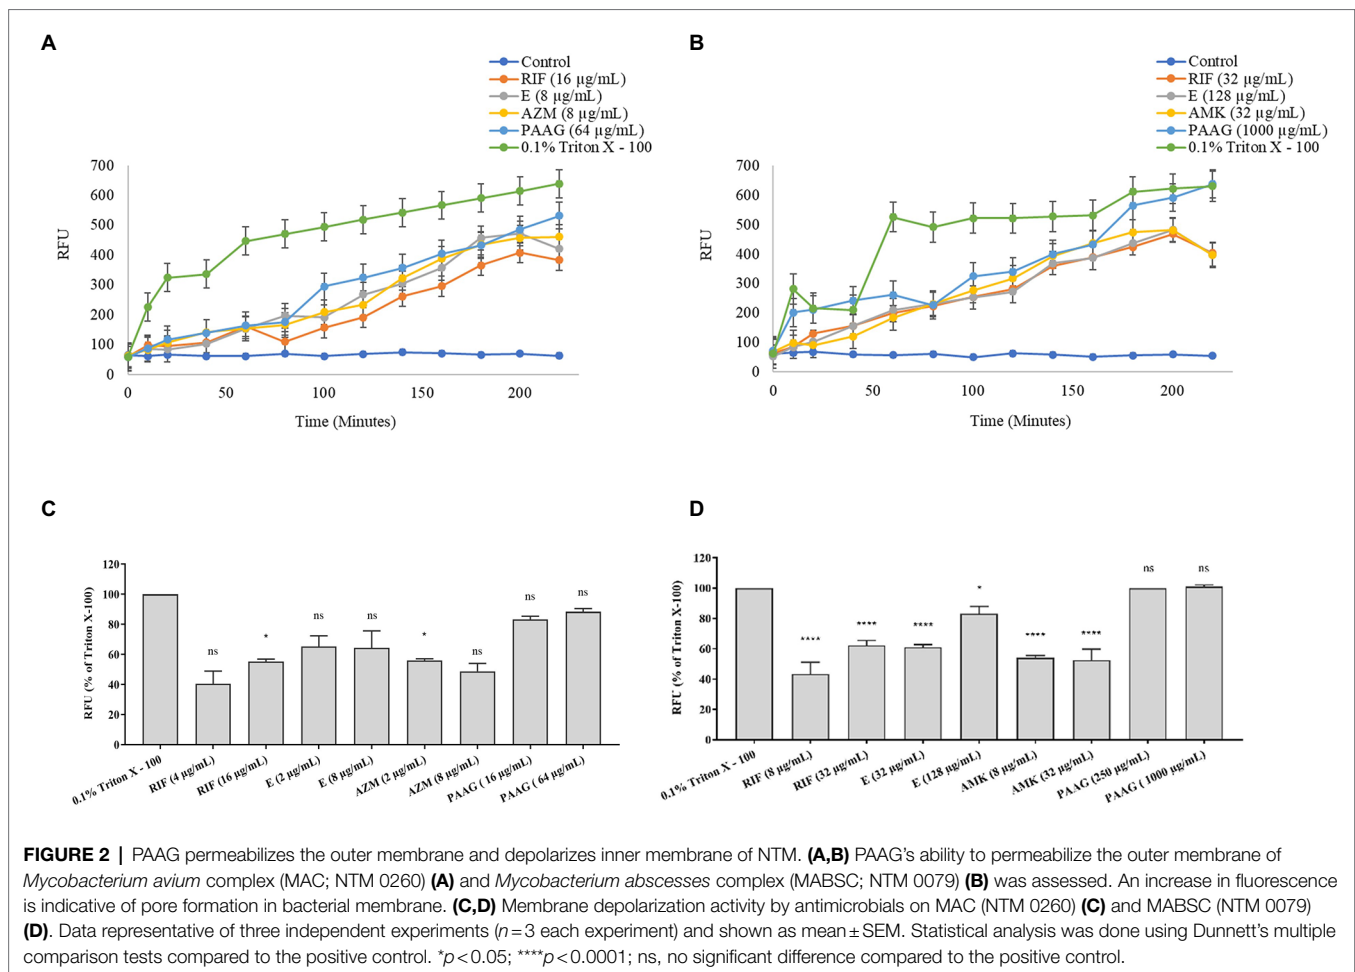 A
Control
RIF (16 µg/mL)
E (8 µg/mL)
AZM (8 µg/mL)
PAAG (64 µg/mL)
0.1% Triton X - 100
700
600
500
400
300
200
100
0
RFU
0
50
100
150
200
Time (Minutes)
B
Control
RIF (32 µg/mL)
E (128 µg/mL)
AMK (32 µg/mL)
PAAG (1000 µg/mL)
0.1% Triton X - 100
700
600
500
400
300
200
100
0
RFU
0
50
100
150
200
Time (Minutes)
C
RFU (% of Triton X-100)
120
100
80
60
40
20
0
ns
*
ns
ns
*
ns
ns
ns
0.1% Triton X - 100
RIF (4 µg/mL)
RIF (16 µg/mL)
E (2 µg/mL)
E (8 µg/mL)
AZM (2 µg/mL)
AZM (8 µg/mL)
PAAG ( 16 µg/mL)
PAAG ( 64 µg/mL)
D
RFU (% of Triton X-100)
120
100
80
60
40
20
0
****
****
****
*
****
****
ns
ns
0.1% Triton X - 100
RIF (8 µg/mL)
RIF (32 µg/mL)
E (32 µg/mL)
E (128 µg/mL)
AMK (8 µg/mL)
AMK (32 µg/mL)
PAAG (250 µg/mL)
PAAG ( 1000 µg/mL)
FIGURE 2 | PAAG permeabilizes the outer membrane and depolarizes inner membrane of NTM. (A,B) PAAG's ability to permeabilize the outer membrane of
Mycobacterium avium complex (MAC; NTM 0260) (A) and Mycobacterium abscesses complex (MABSC; NTM 0079) (B) was assessed. An increase in fluorescence
is indicative of pore formation in bacterial membrane. (C,D) Membrane depolarization activity by antimicrobials on MAC (NTM 0260) (C) and MABSC (NTM 0079)
(D). Data representative of three independent experiments (n=3 each experiment) and shown as mean±SEM. Statistical analysis was done using Dunnett's multiple
comparison tests compared to the positive control. *p<0.05; ****p<0.0001; ns, no significant difference compared to the positive control.